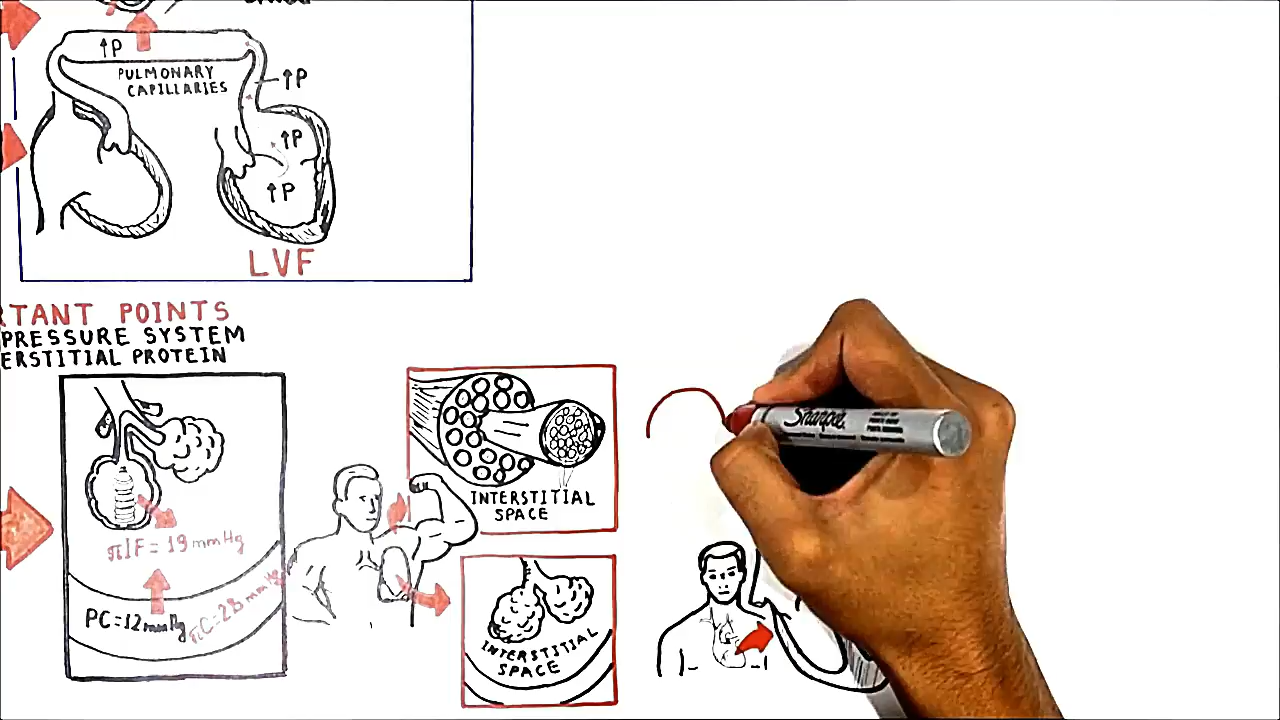 ↑P
PULMONARY
CAPILLARIES
↑P
↑P
↑P
LVF
RTANT POINTS
PRESSURE SYSTEM
ERSTITIAL PROTEIN
πIF = 19 mmHg
PC=12 mmHg
πC=28 mmHg
INTERSTITIAL
SPACE
INTERSTITIAL
SPACE
Sharpie